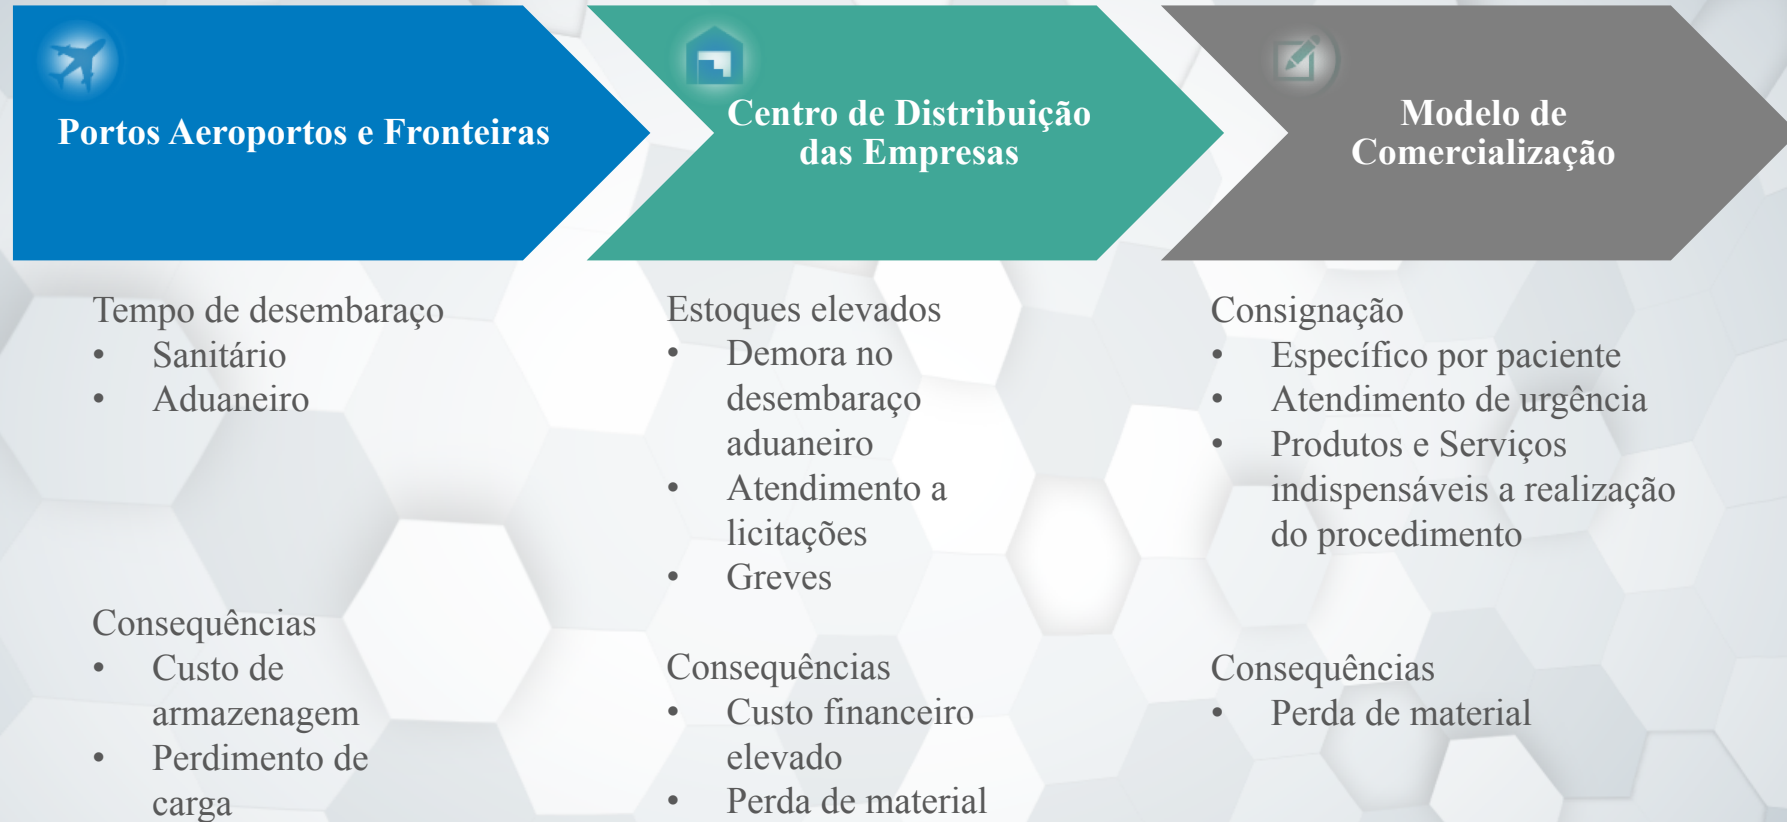 Portos Aeroportos e Fronteiras
Centro de Distribuição
das Empresas
Modelo de
Comercialização
Tempo de desembaraço
• Sanitário
• Aduaneiro
Consequências
• Custo de
armazenagem
• Perdimento de
carga
Estoques elevados
• Demora no
desembaraço
aduaneiro
• Atendimento a
licitações
• Greves
Consequências
• Custo financeiro
elevado
• Perda de material
Consignação
• Específico por paciente
• Atendimento de urgência
• Produtos e Serviços
indispensáveis a realização
do procedimento
Consequências
• Perda de material